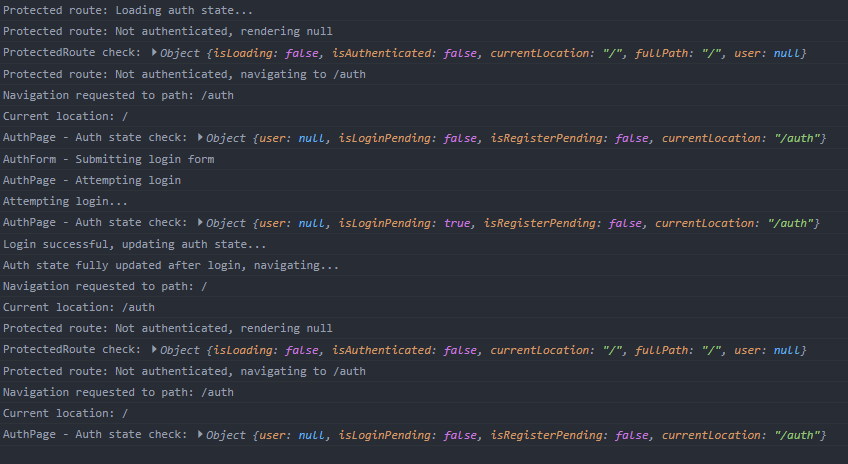 Protected route: Loading auth state...
Protected route: Not authenticated, rendering null
ProtectedRoute check: ▶Object {isLoading: false, isAuthenticated: false, currentLocation: "/", fullPath: "/", user: null}
Protected route: Not authenticated, navigating to /auth
Navigation requested to path: /auth
Current location: /
AuthPage - Auth state check: ▶Object {user: null, isLoginPending: false, isRegisterPending: false, currentLocation: "/auth"}
AuthForm - Submitting login form
AuthPage - Attempting login
Attempting login...
AuthPage - Auth state check: ▶Object {user: null, isLoginPending: true, isRegisterPending: false, currentLocation: "/auth"}
Login successful, updating auth state...
Auth state fully updated after login, navigating...
Navigation requested to path: /
Current location: /auth
Protected route: Not authenticated, rendering null
ProtectedRoute check: ▶Object {isLoading: false, isAuthenticated: false, currentLocation: "/", fullPath: "/", user: null}
Protected route: Not authenticated, navigating to /auth
Navigation requested to path: /auth
Current location: /
AuthPage - Auth state check: ▶Object {user: null, isLoginPending: false, isRegisterPending: false, currentLocation: "/auth"}